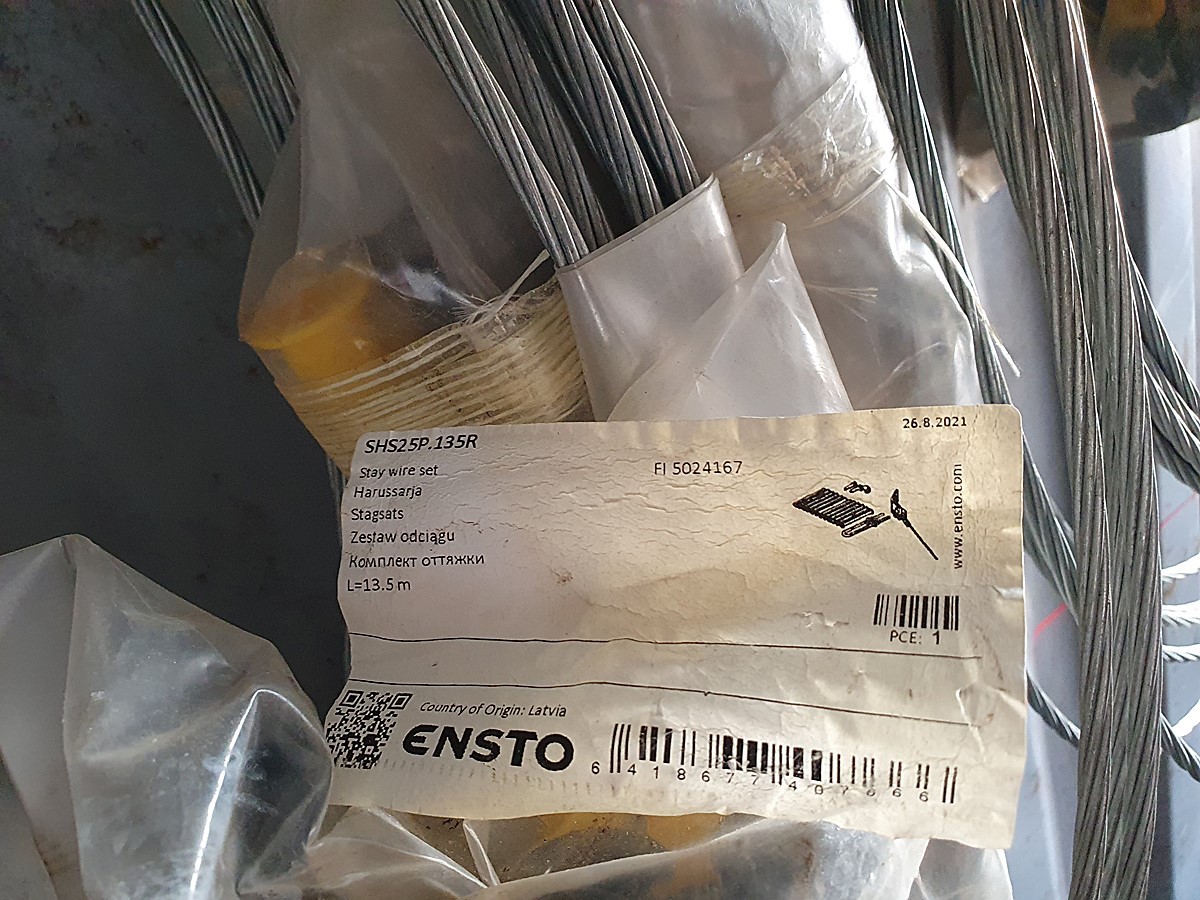 SHS25P.135R
26.8.2021
Stay wire set
FI 5024167
Harussarja
Stagsats
Zestaw odciągu
Комплект оттяжки
L=13.5 m
www.ensto.com
PCE: 1
Country of Origin: Latvia
ENSTO
6 418677 407666